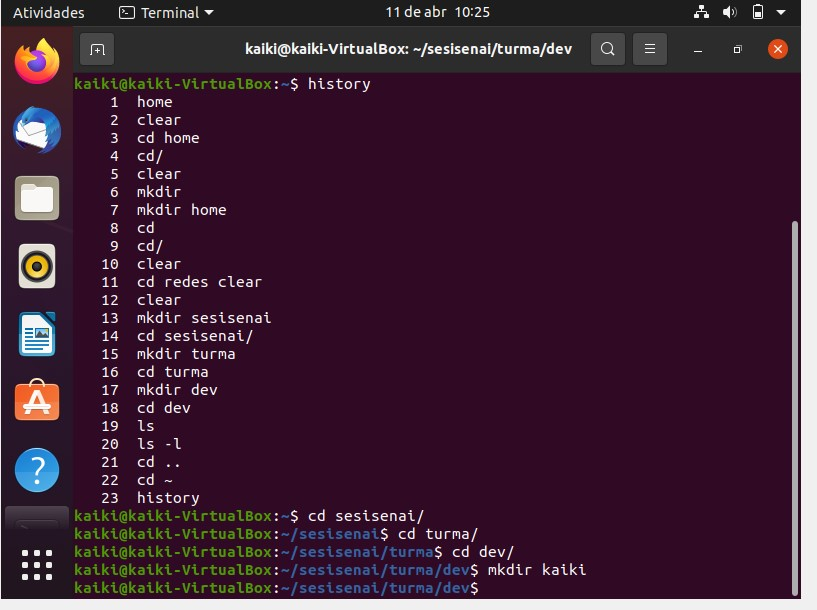 Atividades
Terminal
11 de abr 10:25
kaiki@kaiki-VirtualBox: ~/sesisenai/turma/dev
kaiki@kaiki-VirtualBox:~$ history
1 home
2 clear
3 cd home
4 cd/
5 clear
6 mkdir
7 mkdir home
8 cd
9 cd/
10 clear
11 cd redes clear
12 clear
13 mkdir sesisenai
14 cd sesisenai/
15 mkdir turma
16 cd turma
17 mkdir dev
18 cd dev
19 ls
20 ls -l
21 cd ..
22 cd ~
23 history
kaiki@kaiki-VirtualBox:~$ cd sesisenai/
kaiki@kaiki-VirtualBox:~/sesisenai$ cd turma/
kaiki@kaiki-VirtualBox:~/sesisenai/turma$ cd dev/
kaiki@kaiki-VirtualBox:~/sesisenai/turma/dev$ mkdir kaiki
kaiki@kaiki-VirtualBox:~/sesisenai/turma/dev$